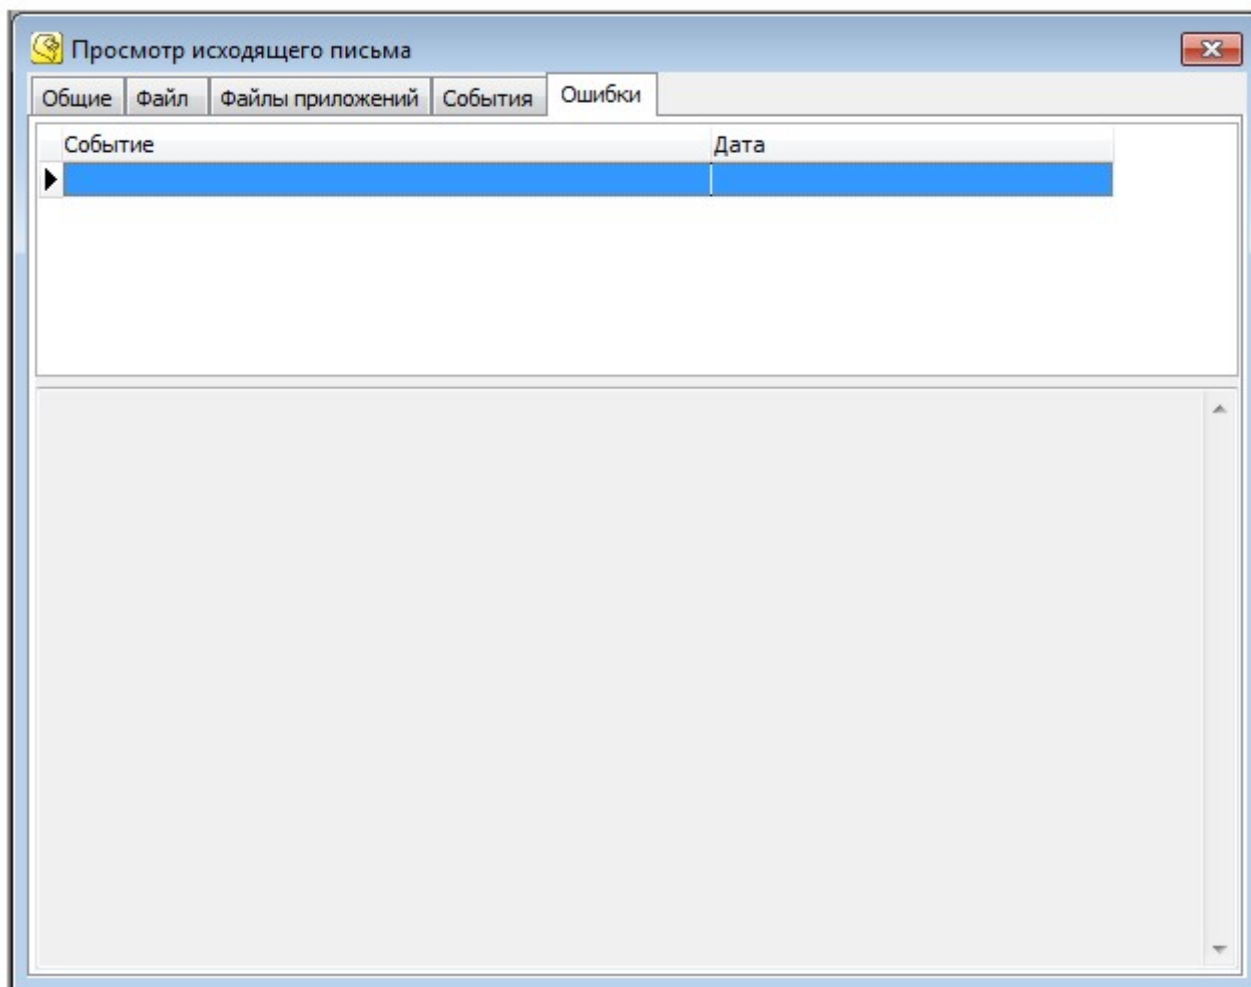 Просмотр исходящего письма
Общие Файл Файлы приложений События Ошибки
Событие Дата